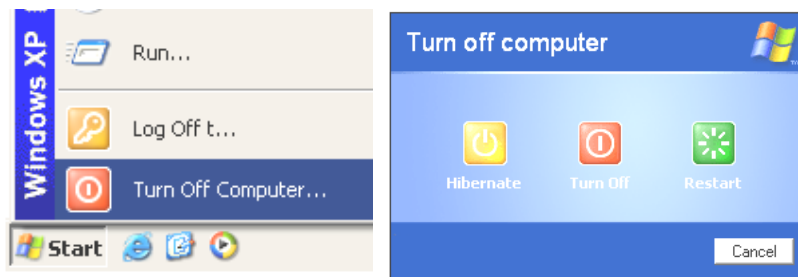 Windows XP
Run...
Log Off t...
Turn Off Computer...
Start
Turn off computer
Hibernate
Turn Off
Restart
Cancel